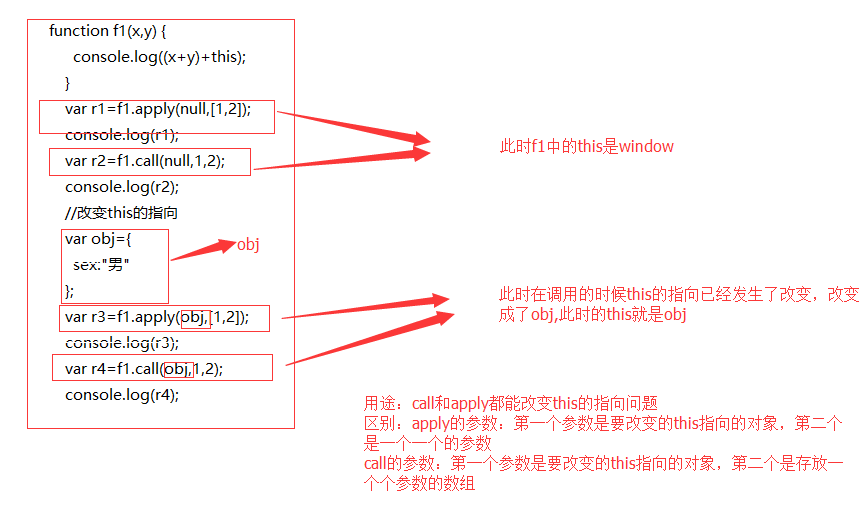 function f1(x,y) {
console.log((x+y)+this);
}
var r1=f1.apply(null,[1,2]);
console.log(r1);
var r2=f1.call(null,1,2);
console.log(r2);
//改变this的指向
var obj={
sex:"男"
};
var r3=f1.apply(obj,[1,2]);
console.log(r3);
var r4=f1.call(obj,1,2);
console.log(r4);
此时f1中的this是window
obj
此时在调用的时候this的指向已经发生了改变，改变
成了obj,此时的this就是obj
用途：call和apply都能改变this的指向问题
区别：apply的参数：第一个参数是要改变的this指向的对象，第二个
是一个一个的参数
call的参数：第一个参数是要改变的this指向的对象，第二个是存放一
个个参数的数组